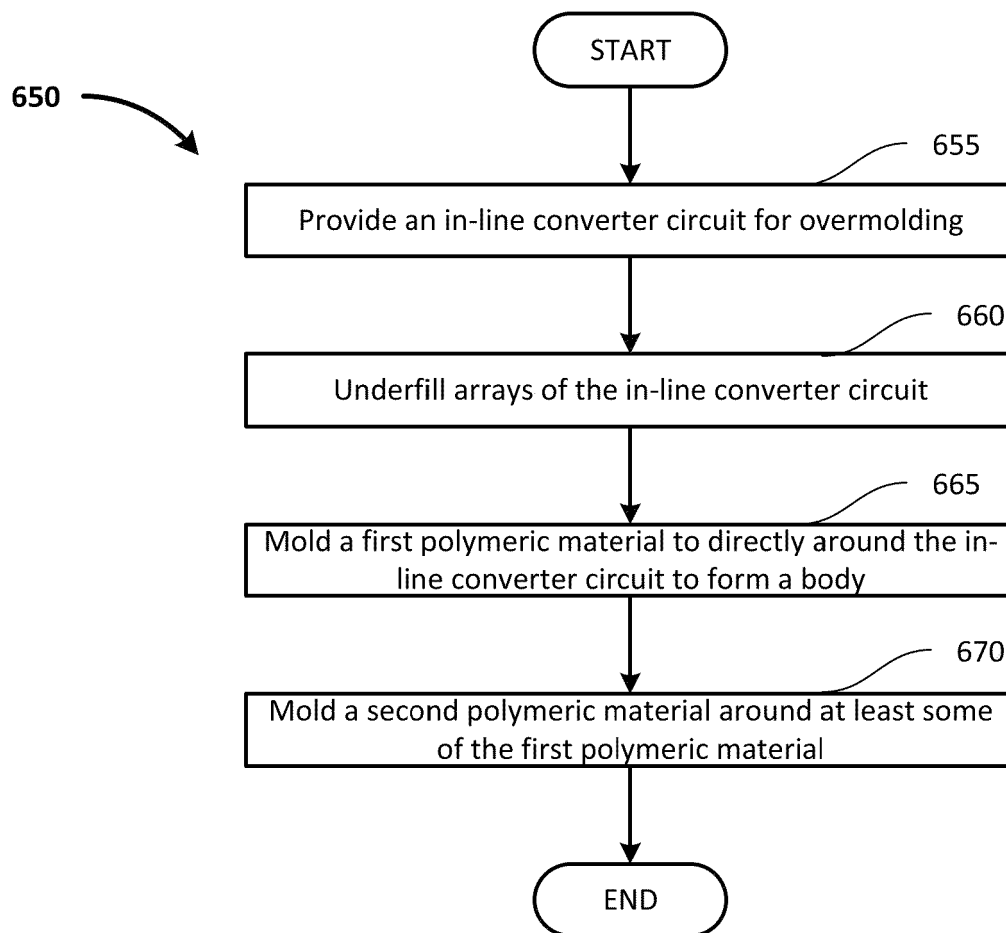 START
650
655
Provide an in-line converter circuit for overmolding
660
Underfill arrays of the in-line converter circuit
665
Mold a first polymeric material to directly around the in-
line converter circuit to form a body
670
Mold a second polymeric material around at least some
of the first polymeric material
END